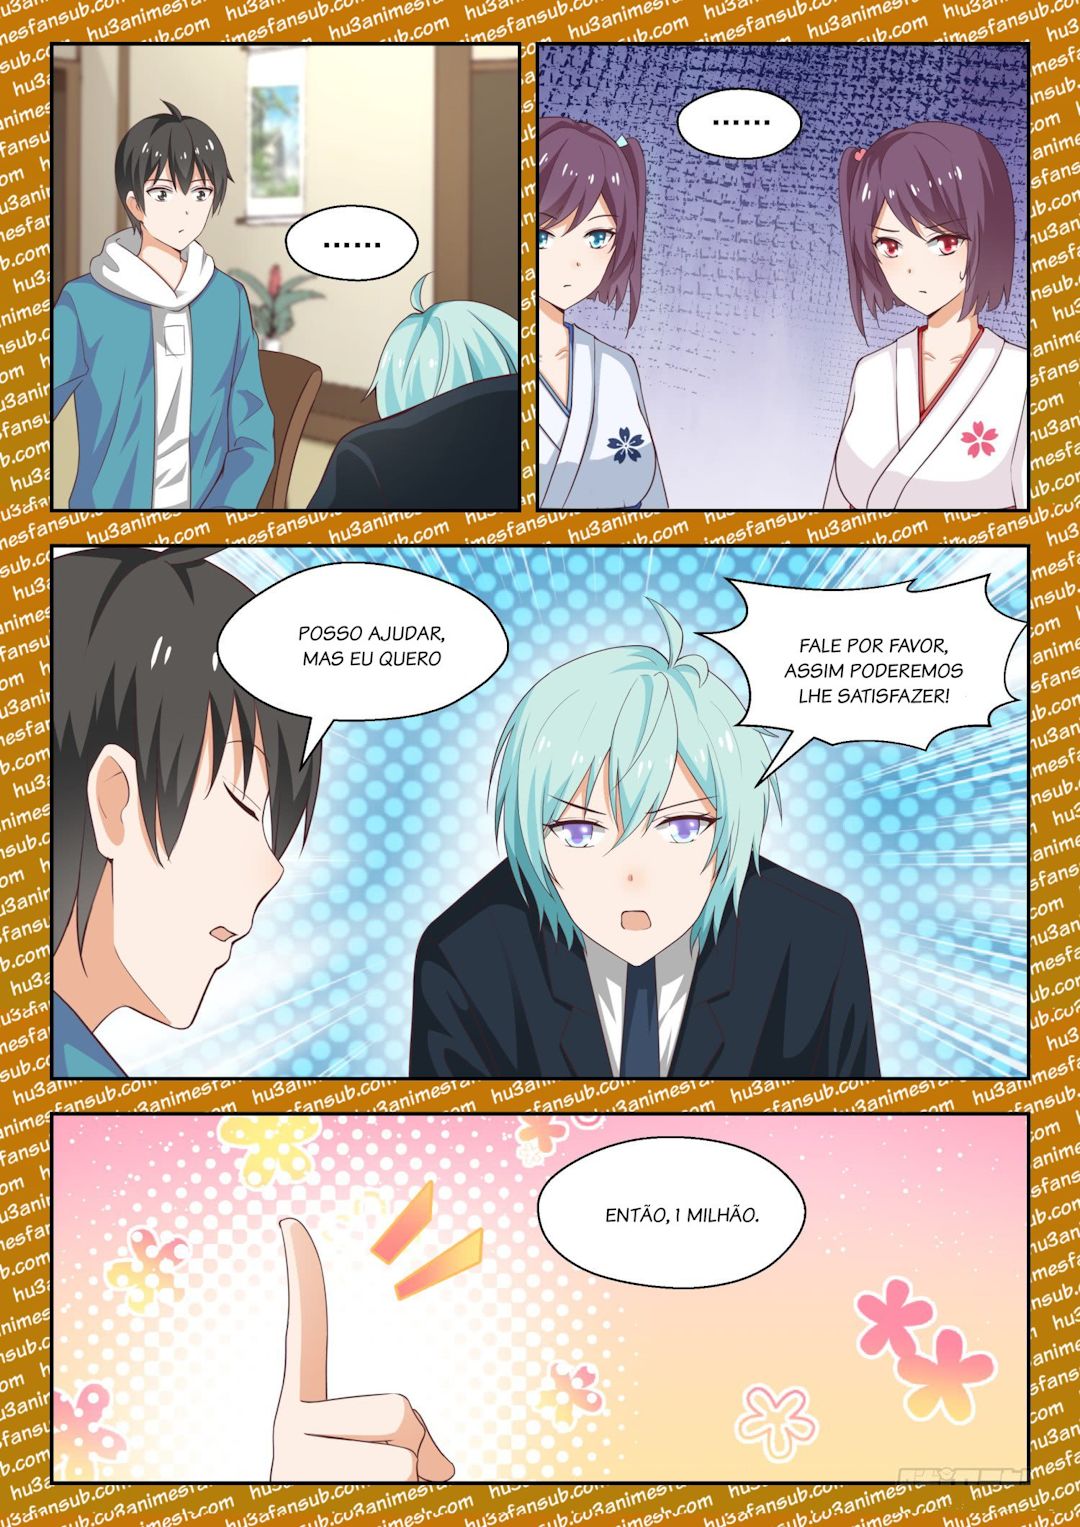 ......
......
POSSO AJUDAR,
MAS EU QUERO
FALE POR FAVOR,
ASSIM PODEREMOS
LHE SATISFAZER!
ENTÃO, 1 MILHÃO.
hu3animesfansub.com